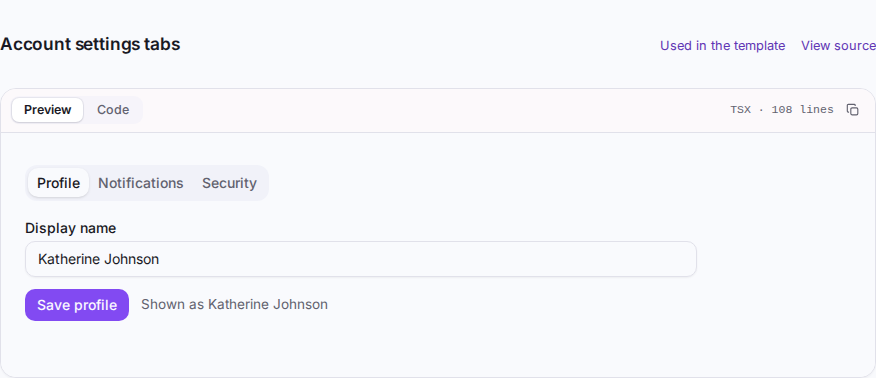 Account settings tabs
Used in the template View source
Preview Code TSX · 108 lines
Profile Notifications Security
Display name
Katherine Johnson
Save profile Shown as Katherine Johnson